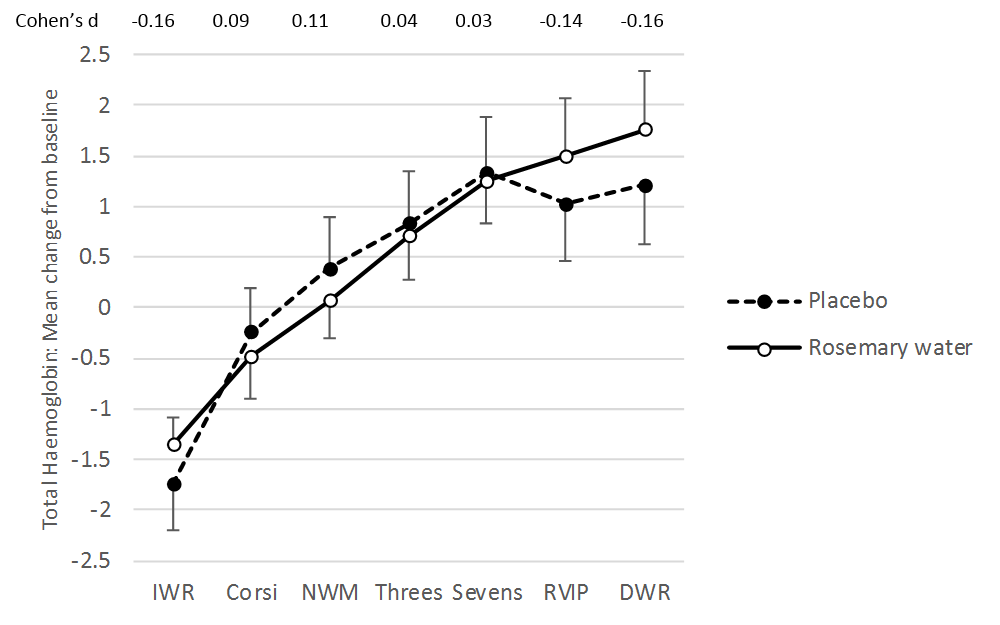 Cohen's d -0.16 0.09 0.11 0.04 0.03 -0.14 -0.16
Total Haemoglobin: Mean change from baseline
2.5
2
1.5
1
0.5
0
-0.5
-1
-1.5
-2
-2.5
IWR Corsi NWM Threes Sevens RVIP DWR
Placebo
Rosemary water